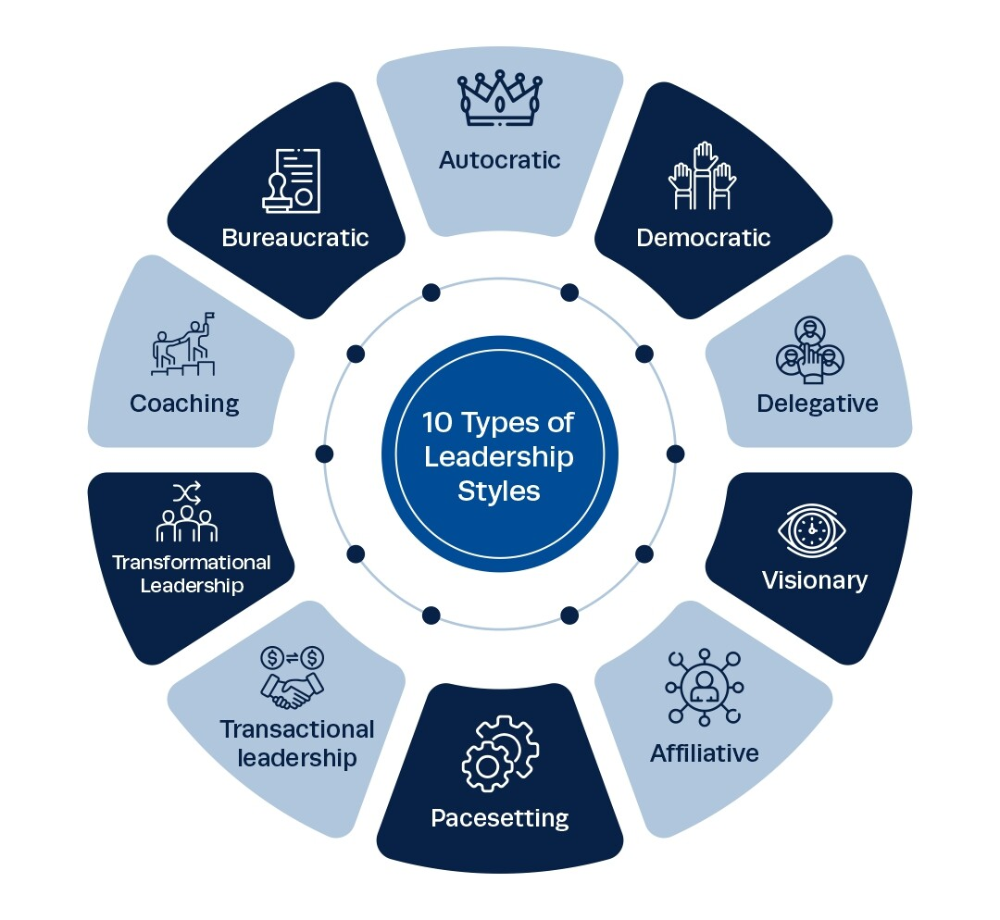 Autocratic
Democratic
Delegative
Visionary
Affiliative
Pacesetting
Transactional
leadership
Transformational
Leadership
Coaching
Bureaucratic
10 Types of
Leadership
Styles